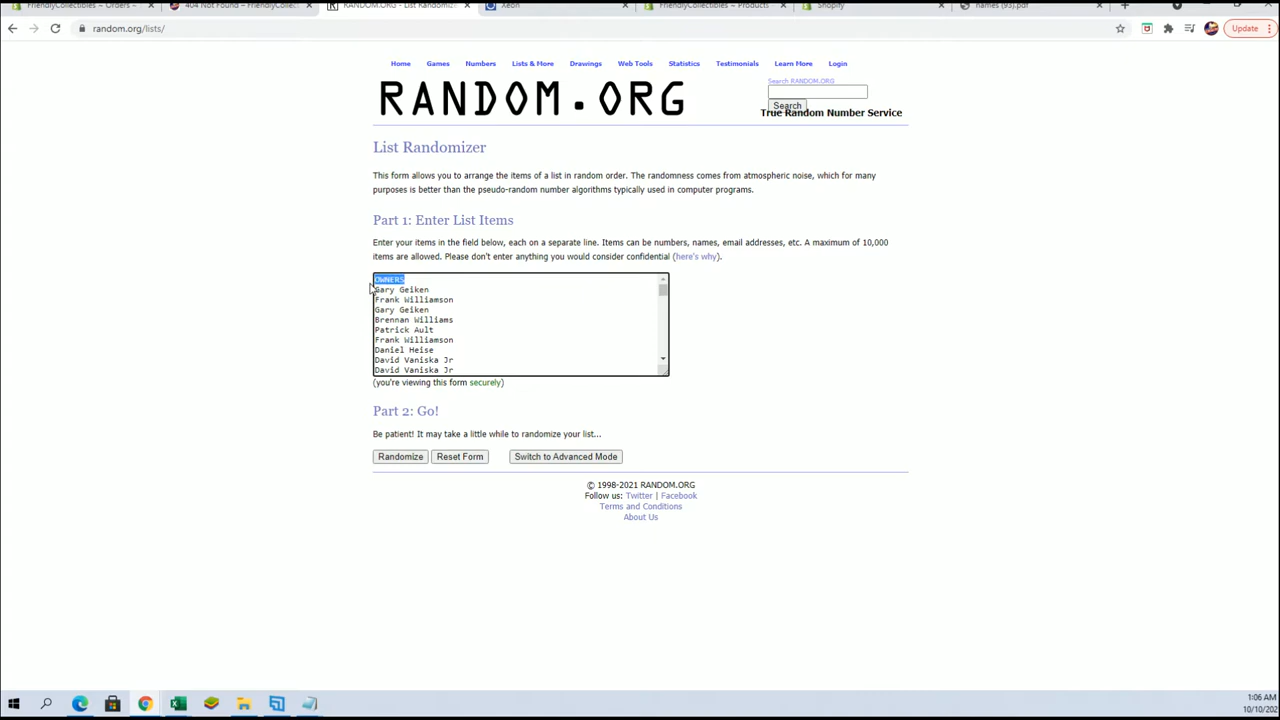 FriendlyCollectibles ~ Orders ~
404 Not Found – FriendlyCollect
RANDOM.ORG - List Randomizer
Xeon
FriendlyCollectibles ~ Products ~
Shopify
names (93).pdf
random.org/lists/
Update
Home Games Numbers Lists & More Drawings Web Tools Statistics Testimonials Learn More Login
RANDOM.ORG
Search RANDOM.ORG
Search
True Random Number Service
List Randomizer
This form allows you to arrange the items of a list in random order. The randomness comes from atmospheric noise, which for many
purposes is better than the pseudo-random number algorithms typically used in computer programs.
Part 1: Enter List Items
Enter your items in the field below, each on a separate line. Items can be numbers, names, email addresses, etc. A maximum of 10,000
items are allowed. Please don't enter anything you would consider confidential (here's why).
OWNERS
Gary Geiken
Frank Williamson
Gary Geiken
Brennan Williams
Patrick Ault
Frank Williamson
Daniel Heise
David Vaniska Jr
David Vaniska Jr
(you're viewing this form securely)
Part 2: Go!
Be patient! It may take a little while to randomize your list...
Randomize Reset Form Switch to Advanced Mode
© 1998-2021 RANDOM.ORG
Follow us: Twitter | Facebook
Terms and Conditions
About Us
1:06 AM
10/10/202